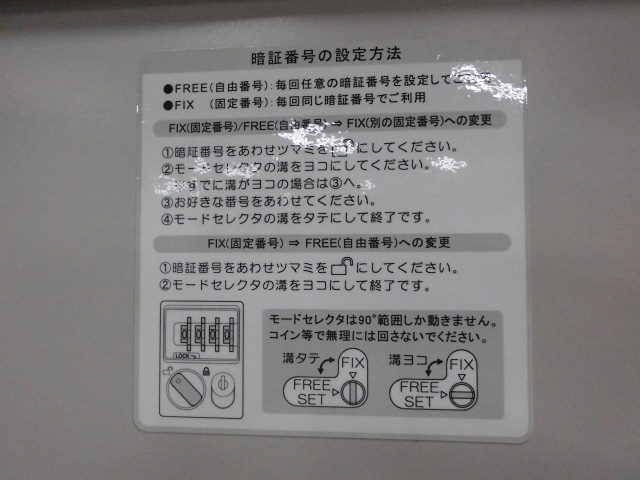 暗証番号の設定方法
●FREE(自由番号):毎回任意の暗証番号を設定してご
●FIX (固定番号):毎回同じ暗証番号でご利用
FIX(固定番号)/FREE(自由番号) ⇒ FIX(別の固定番号)への変更
①暗証番号をあわせツマミを にしてください。
②モードセレクタの溝をヨコにしてください。
すでに溝がヨコの場合は③へ。
③お好きな番号をあわせてください。
④モードセレクタの溝をタテにして終了です。
FIX(固定番号) ⇒ FREE(自由番号)への変更
①暗証番号をあわせツマミを にしてください。
②モードセレクタの溝をヨコにして終了です。
モードセレクタは90°範囲しか動きません。
コイン等で無理には回さないでください。
0 0 0 0
LOCK
溝タテ FIX
FREE
SET
溝ヨコ FIX
FREE
SET